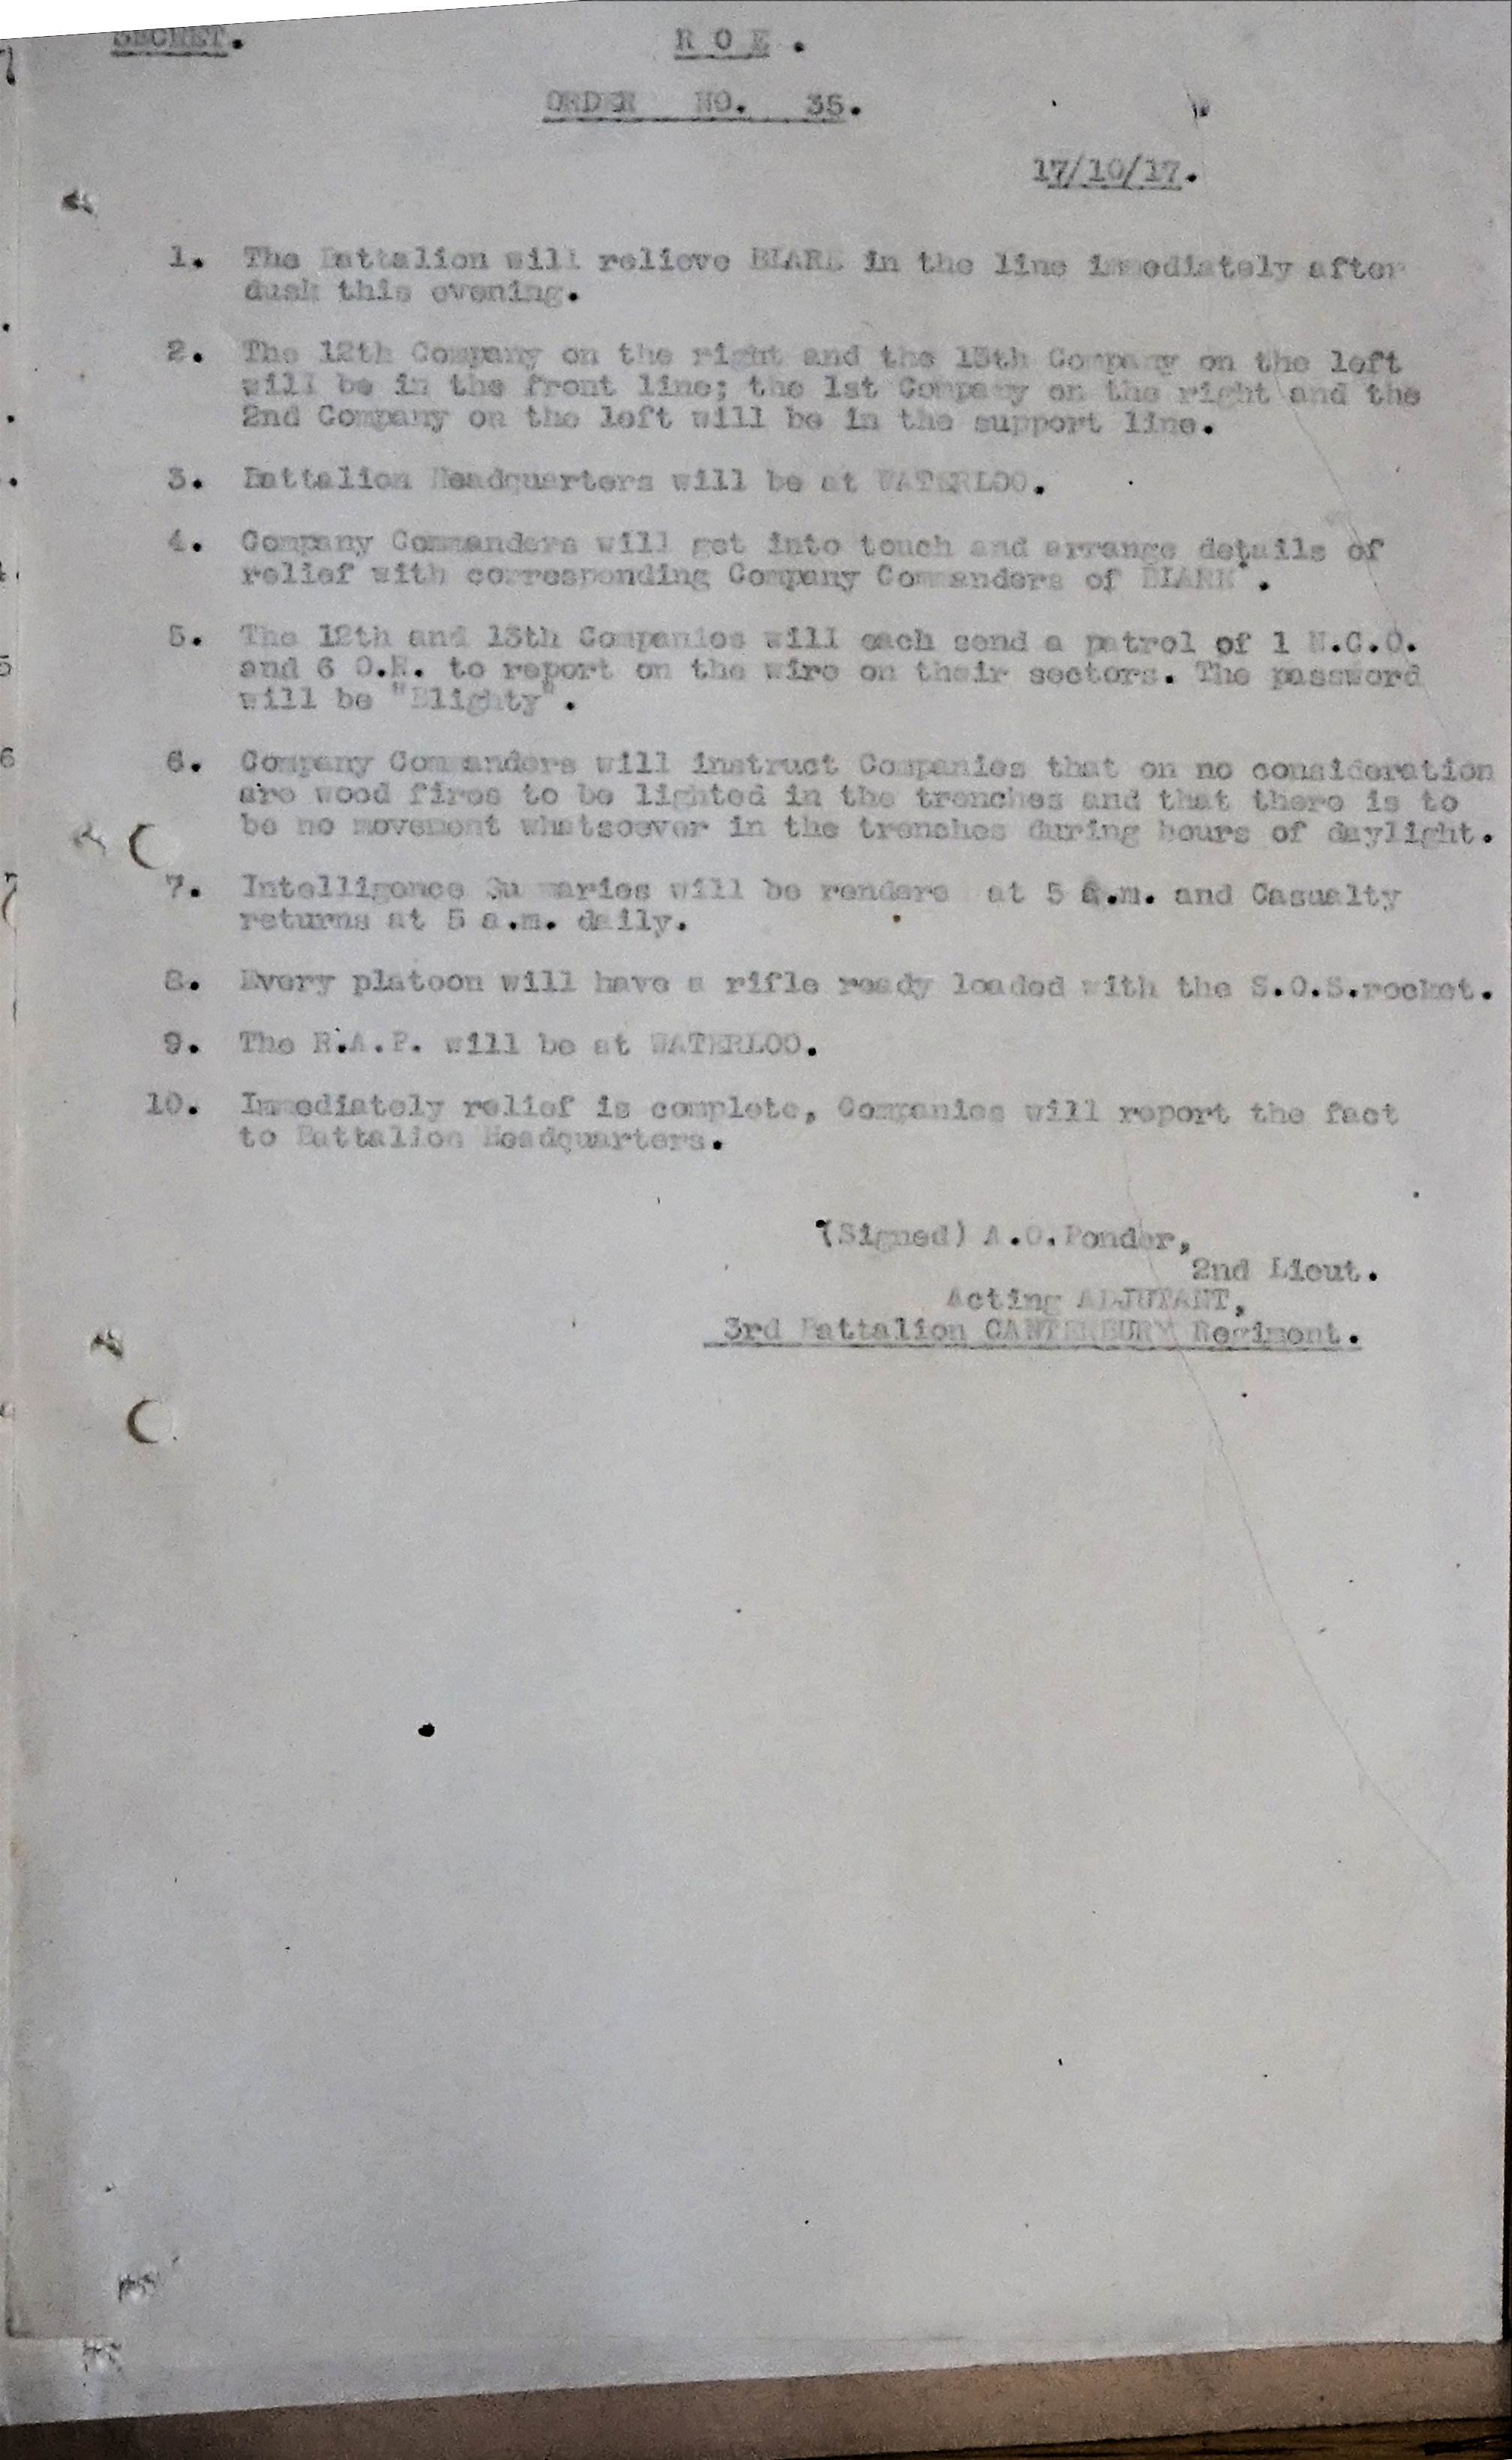 SECRET.
R O E .
ORDER NO. 35.
17/10/17.
1. The Battalion will relieve BIARK in the line immediately after
dusk this evening.
2. The 12th Company on the right and the 13th Company on the left
will be in the front line; the 1st Company on the right and the
2nd Company on the left will be in the support line.
3. Battalion Headquarters will be at WATERLOO.
4. Company Commanders will get into touch and arrange details of
relief with corresponding Company Commanders of BIARK .
5. The 12th and 13th Companies will each send a patrol of 1 N.C.O.
and 6 O.R. to report on the wire on their sectors. The password
will be "Blighty" .
6. Company Commanders will instruct Companies that on no consideration
are wood fires to be lighted in the trenches and that there is to
be no movement whatsoever in the trenches during hours of daylight.
7. Intelligence Summaries will be rendere at 5 a.m. and Casualty
returns at 5 a.m. daily.
8. Every platoon will have a rifle ready loaded with the S.O.S.rocket.
9. The R.A.P. will be at WATERLOO.
10. Immediately relief is complete, Companies will report the fact
to Battalion Headquarters.
(Signed) A.O.Ponder,
2nd Lieut.
Acting ADJUTANT,
3rd Battalion CANTERBURY Regiment.